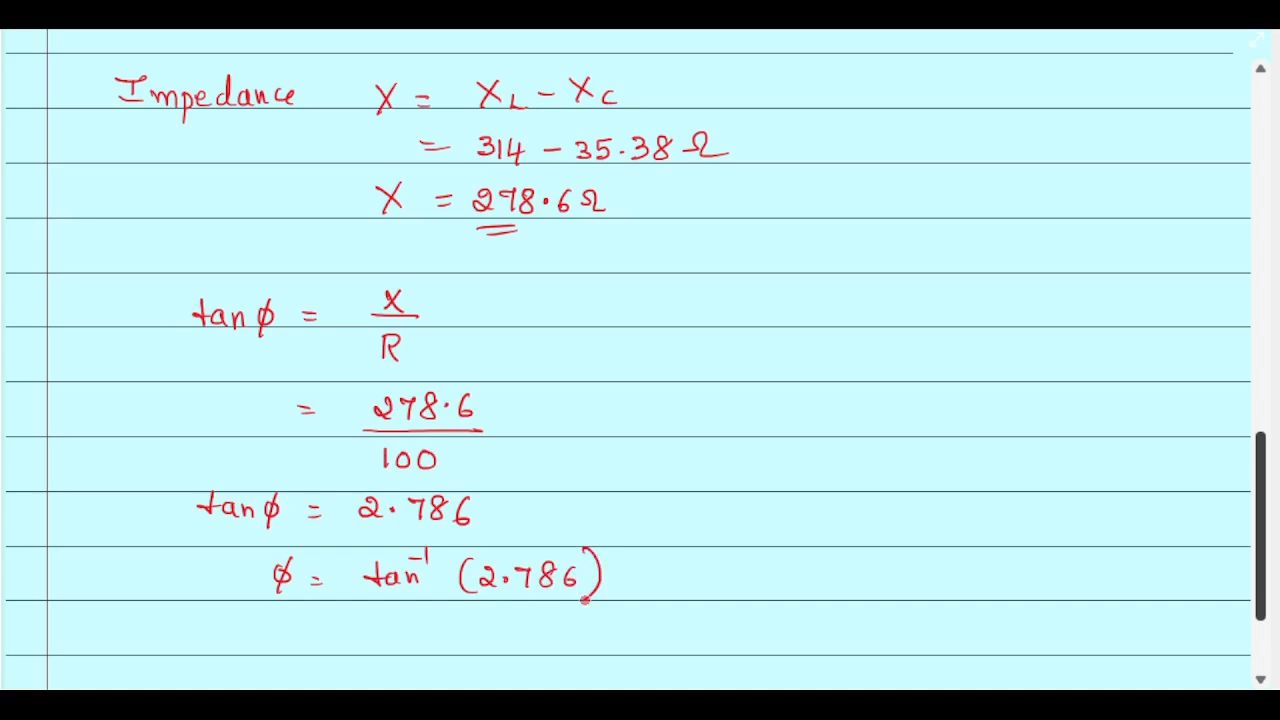 Impedance X = XL - XC
= 314 - 35.38 Ω
X = 278.6 Ω
tan ϕ = X / R
= 278.6 / 100
tan ϕ = 2.786
ϕ = tan⁻¹ (2.786)